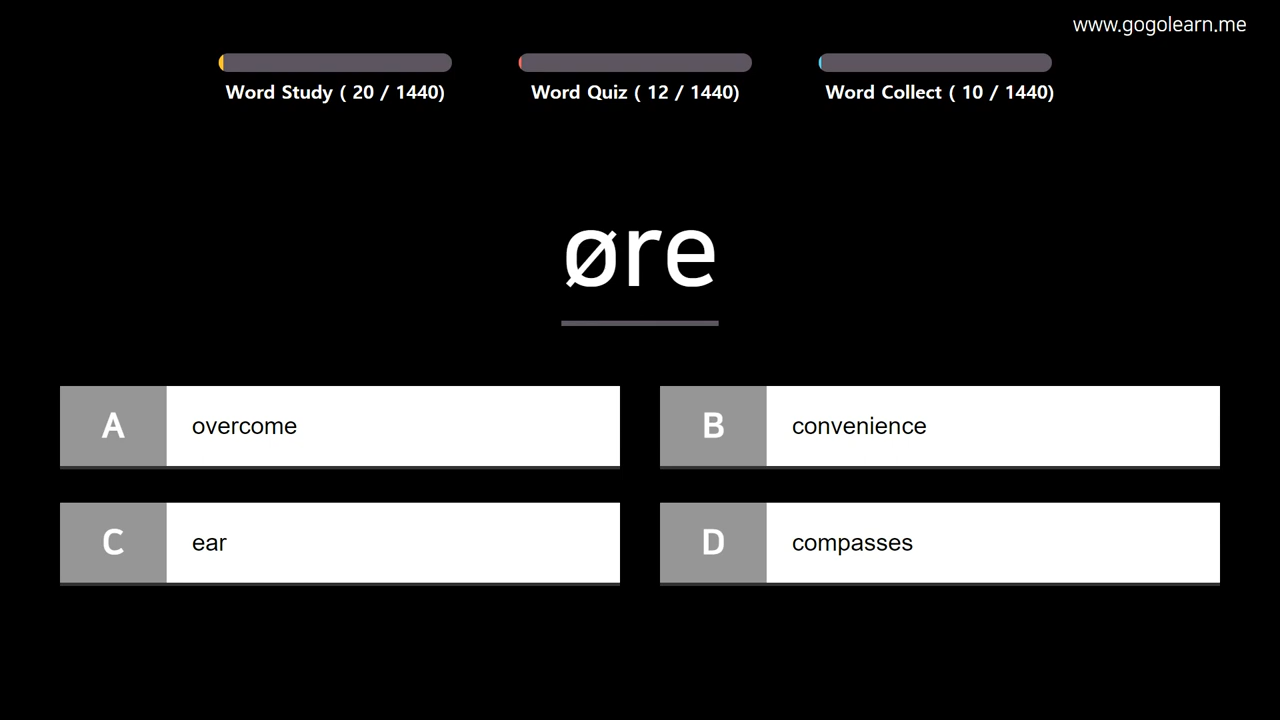 www.gogolearn.me
Word Study ( 20 / 1440)
Word Quiz ( 12 / 1440)
Word Collect ( 10 / 1440)
øre
A overcome
B convenience
C ear
D compasses